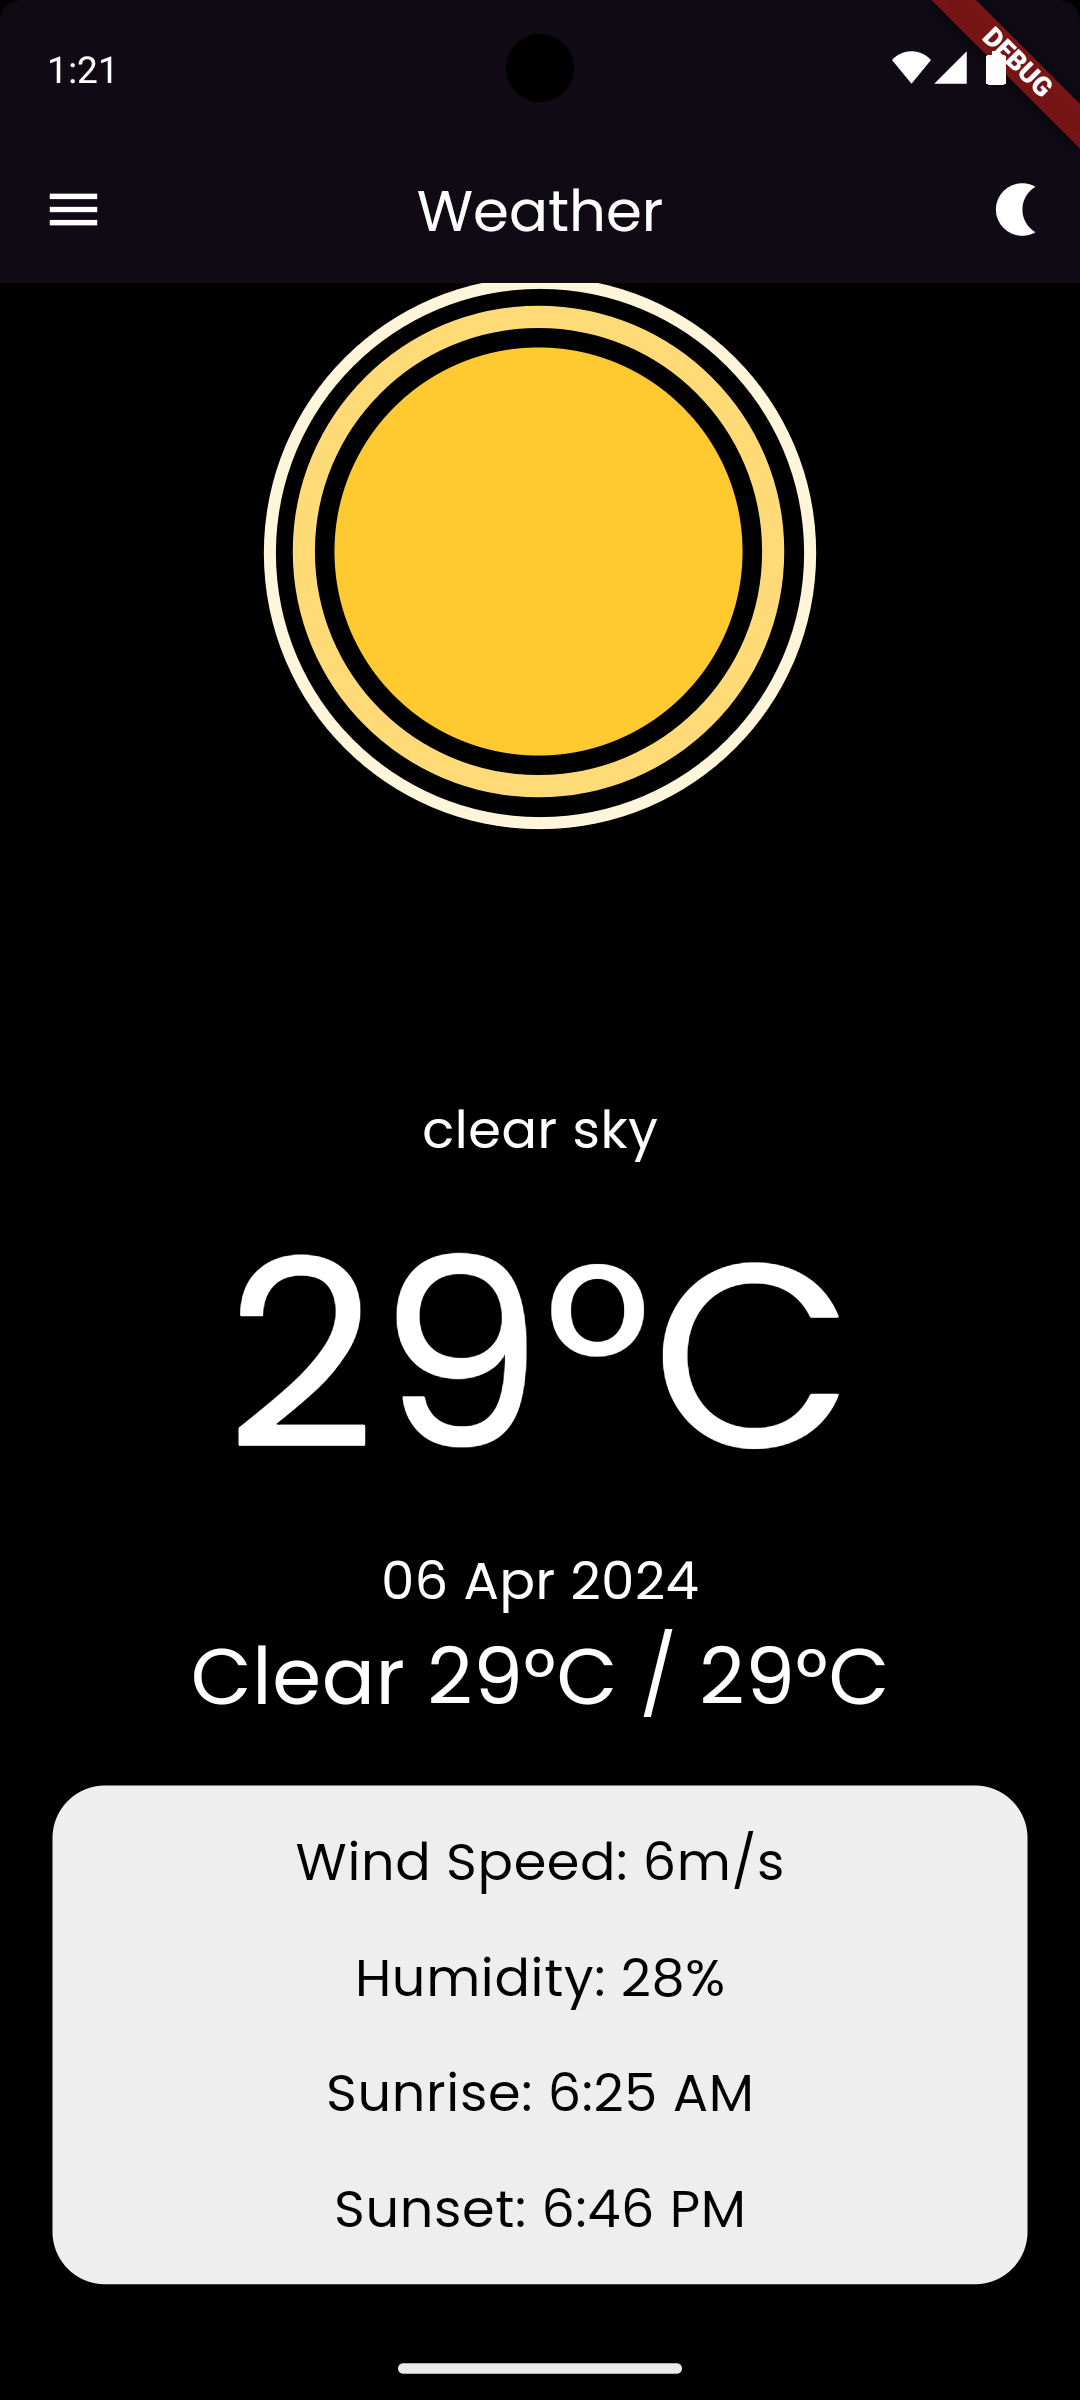 1:21
DEBUG
Weather
clear sky
29°C
06 Apr 2024
Clear 29°C / 29°C
Wind Speed: 6m/s
Humidity: 28%
Sunrise: 6:25 AM
Sunset: 6:46 PM